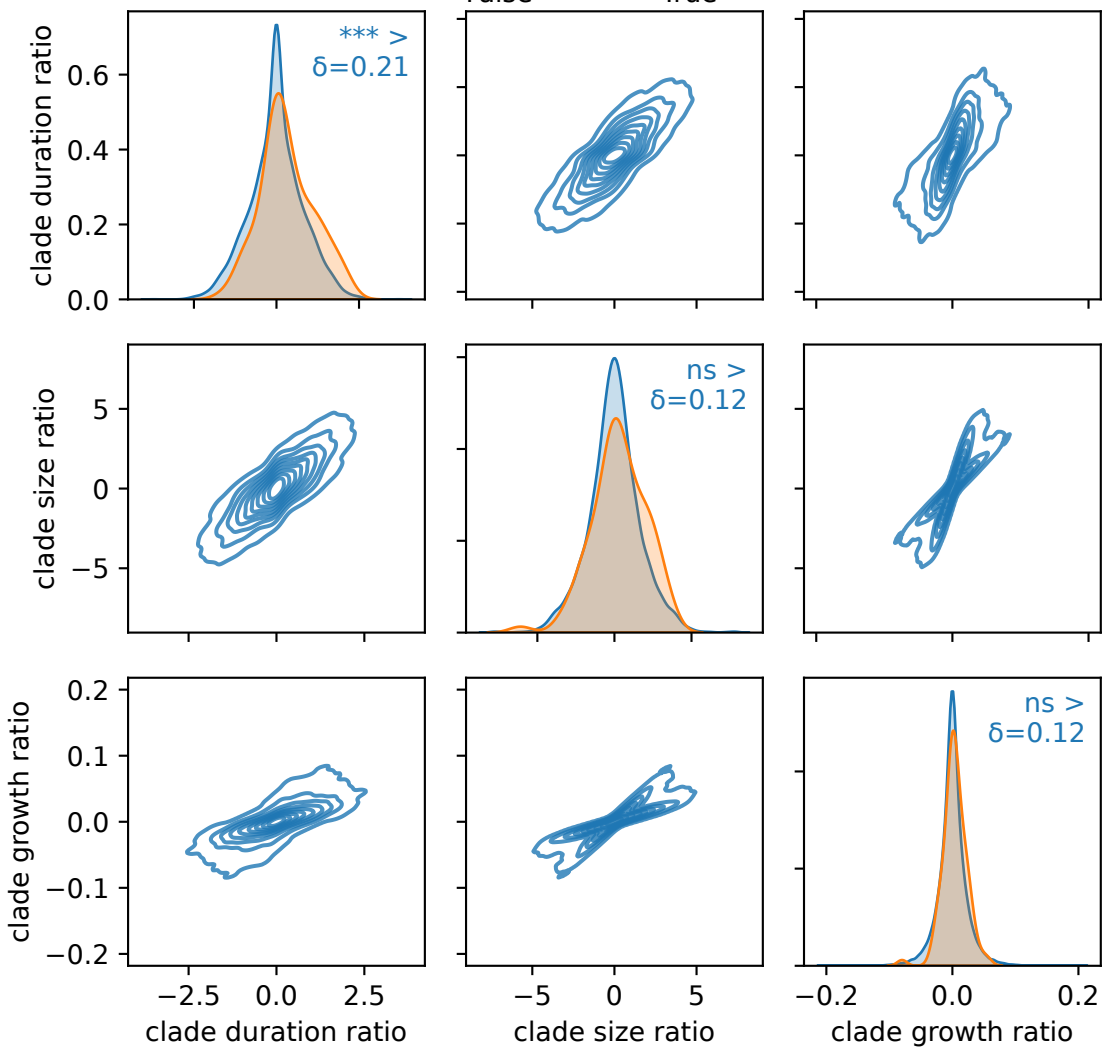 False True
clade duration ratio
0.6
0.4
0.2
0.0
*** >
δ=0.21
clade size ratio
5
0
−5
ns >
δ=0.12
clade growth ratio
0.2
0.1
0.0
−0.1
−0.2
ns >
δ=0.12
−2.5 0.0 2.5
−5 0 5
−0.2 0.0 0.2
clade duration ratio
clade size ratio
clade growth ratio